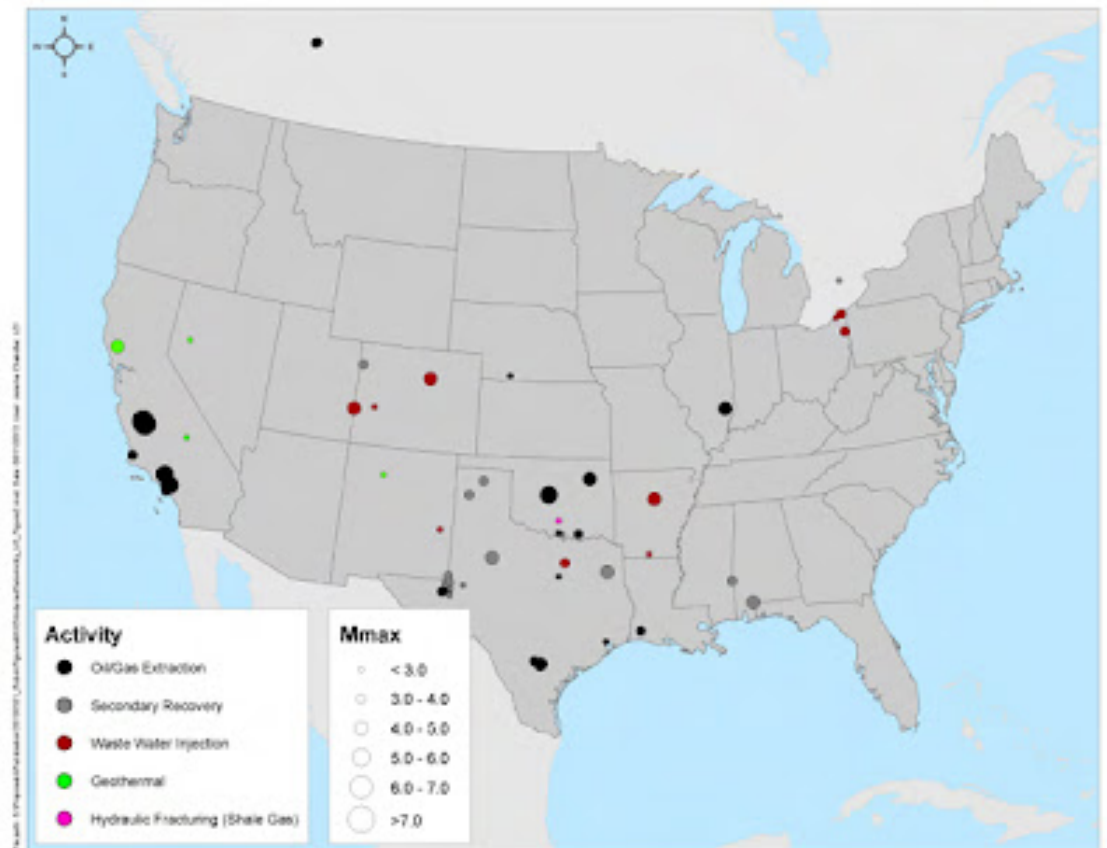 N
W E
S
Activity
Oil/Gas Extraction
Secondary Recovery
Waste Water Injection
Geothermal
Hydraulic Fracturing (Shale Gas)
Mmax
< 3.0
3.0 - 4.0
4.0 - 5.0
5.0 - 6.0
6.0 - 7.0
>7.0